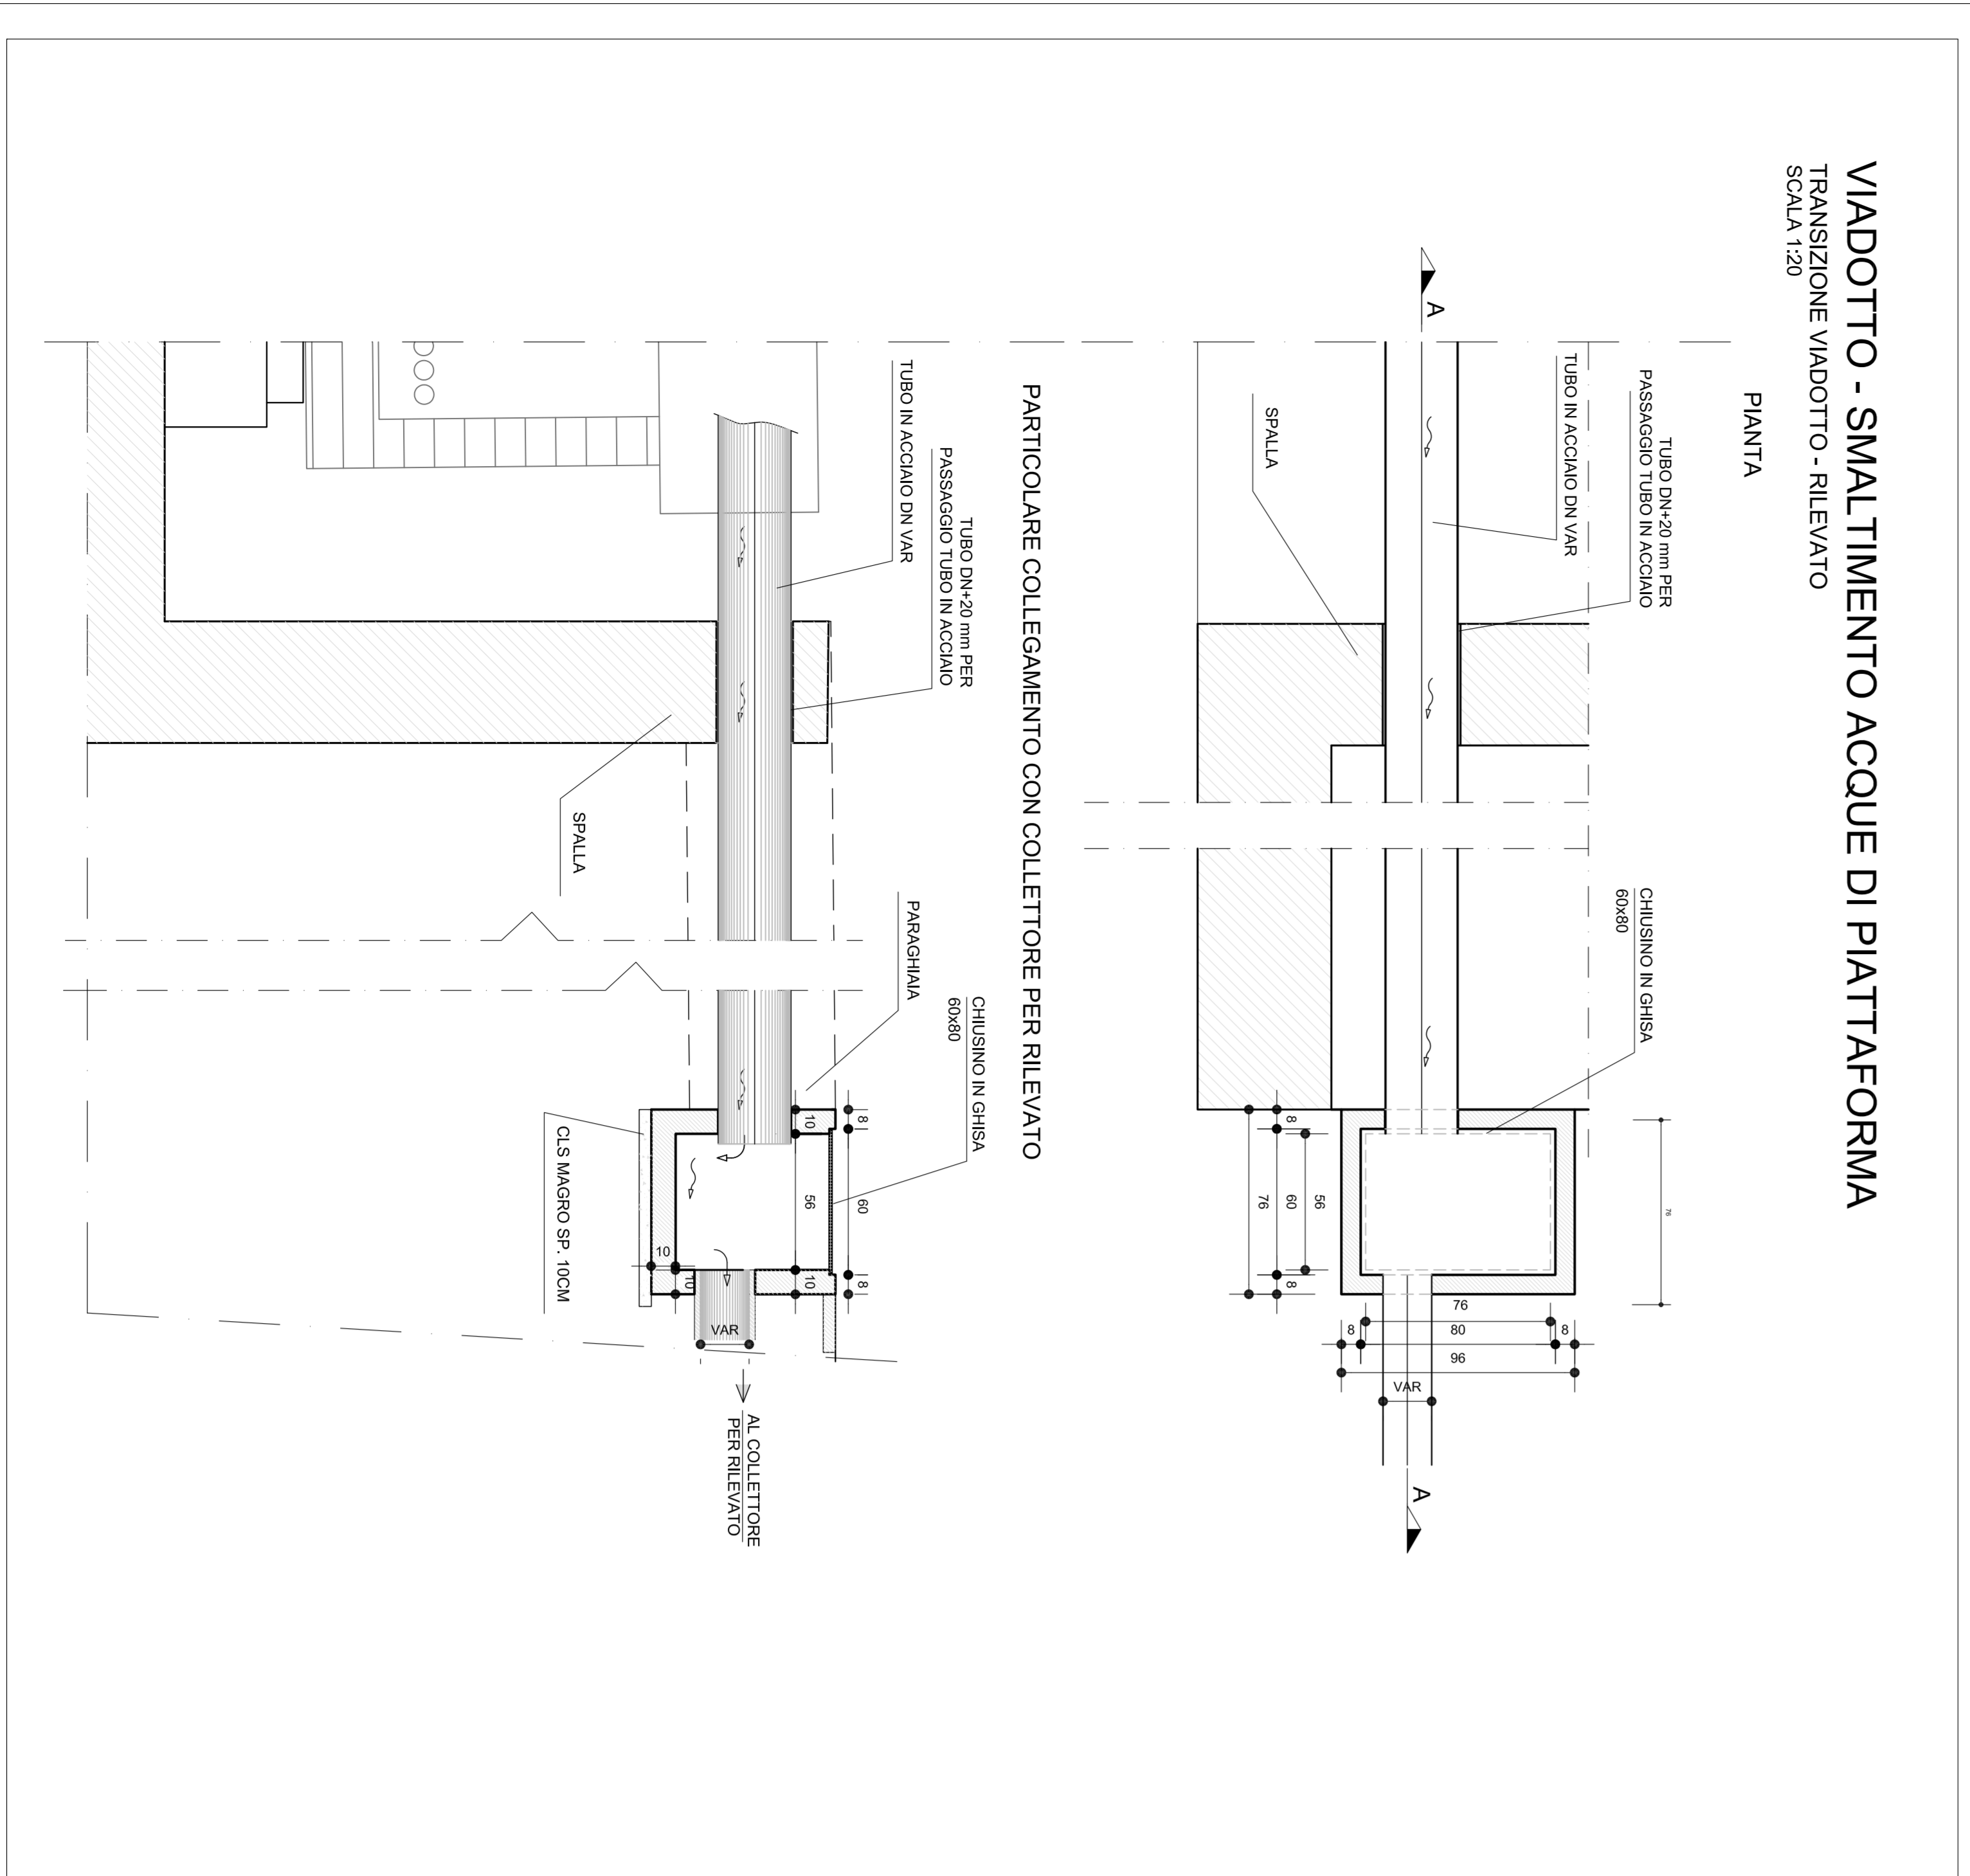 VIADOTTO - SMALTIMENTO ACQUE DI PIATTAFORMA
TRANSIZIONE VIADOTTO - RILEVATO
SCALA 1:20
PIANTA
TUBO DN+20 mm PER
PASSAGGIO TUBO IN ACCIAIO
TUBO IN ACCIAIO DN VAR
SPALLA
CHIUSINO IN GHISA
60x80
A
A
76
8
60
8
56
76
76
8
80
8
96
VAR
PARTICOLARE COLLEGAMENTO CON COLLETTORE PER RILEVATO
TUBO DN+20 mm PER
PASSAGGIO TUBO IN ACCIAIO
TUBO IN ACCIAIO DN VAR
SPALLA
PARAGHIAIA
CHIUSINO IN GHISA
60x80
8
60
8
10
56
10
10
10
VAR
CLS MAGRO SP. 10CM
AL COLLETTORE
PER RILEVATO